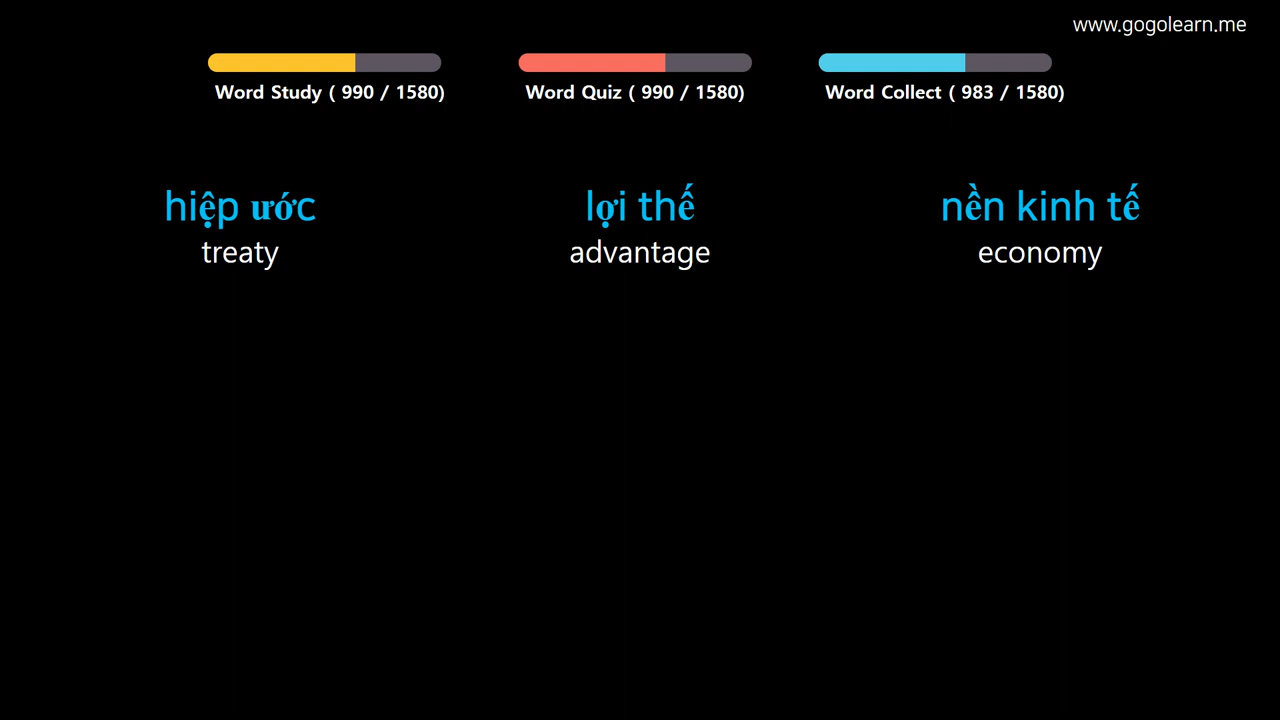 www.gogolearn.me
Word Study ( 990 / 1580)
Word Quiz ( 990 / 1580)
Word Collect ( 983 / 1580)
hiệp ước
treaty
lợi thế
advantage
nền kinh tế
economy